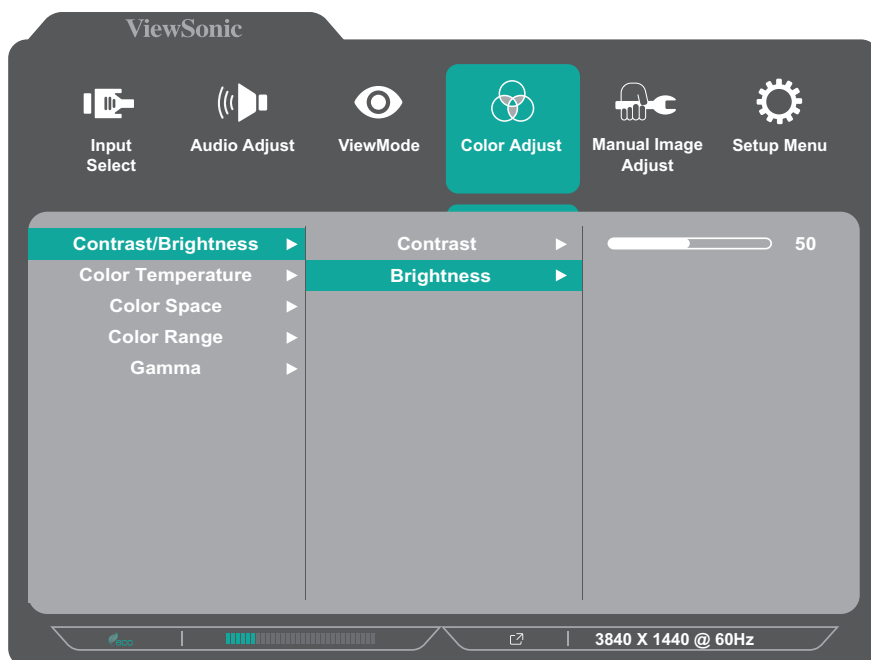 ViewSonic
Input Select
Audio Adjust
ViewMode
Color Adjust
Manual Image Adjust
Setup Menu
Contrast/Brightness
Contrast
50
Color Temperature
Brightness
Color Space
Color Range
Gamma
eco
3840 X 1440 @ 60Hz